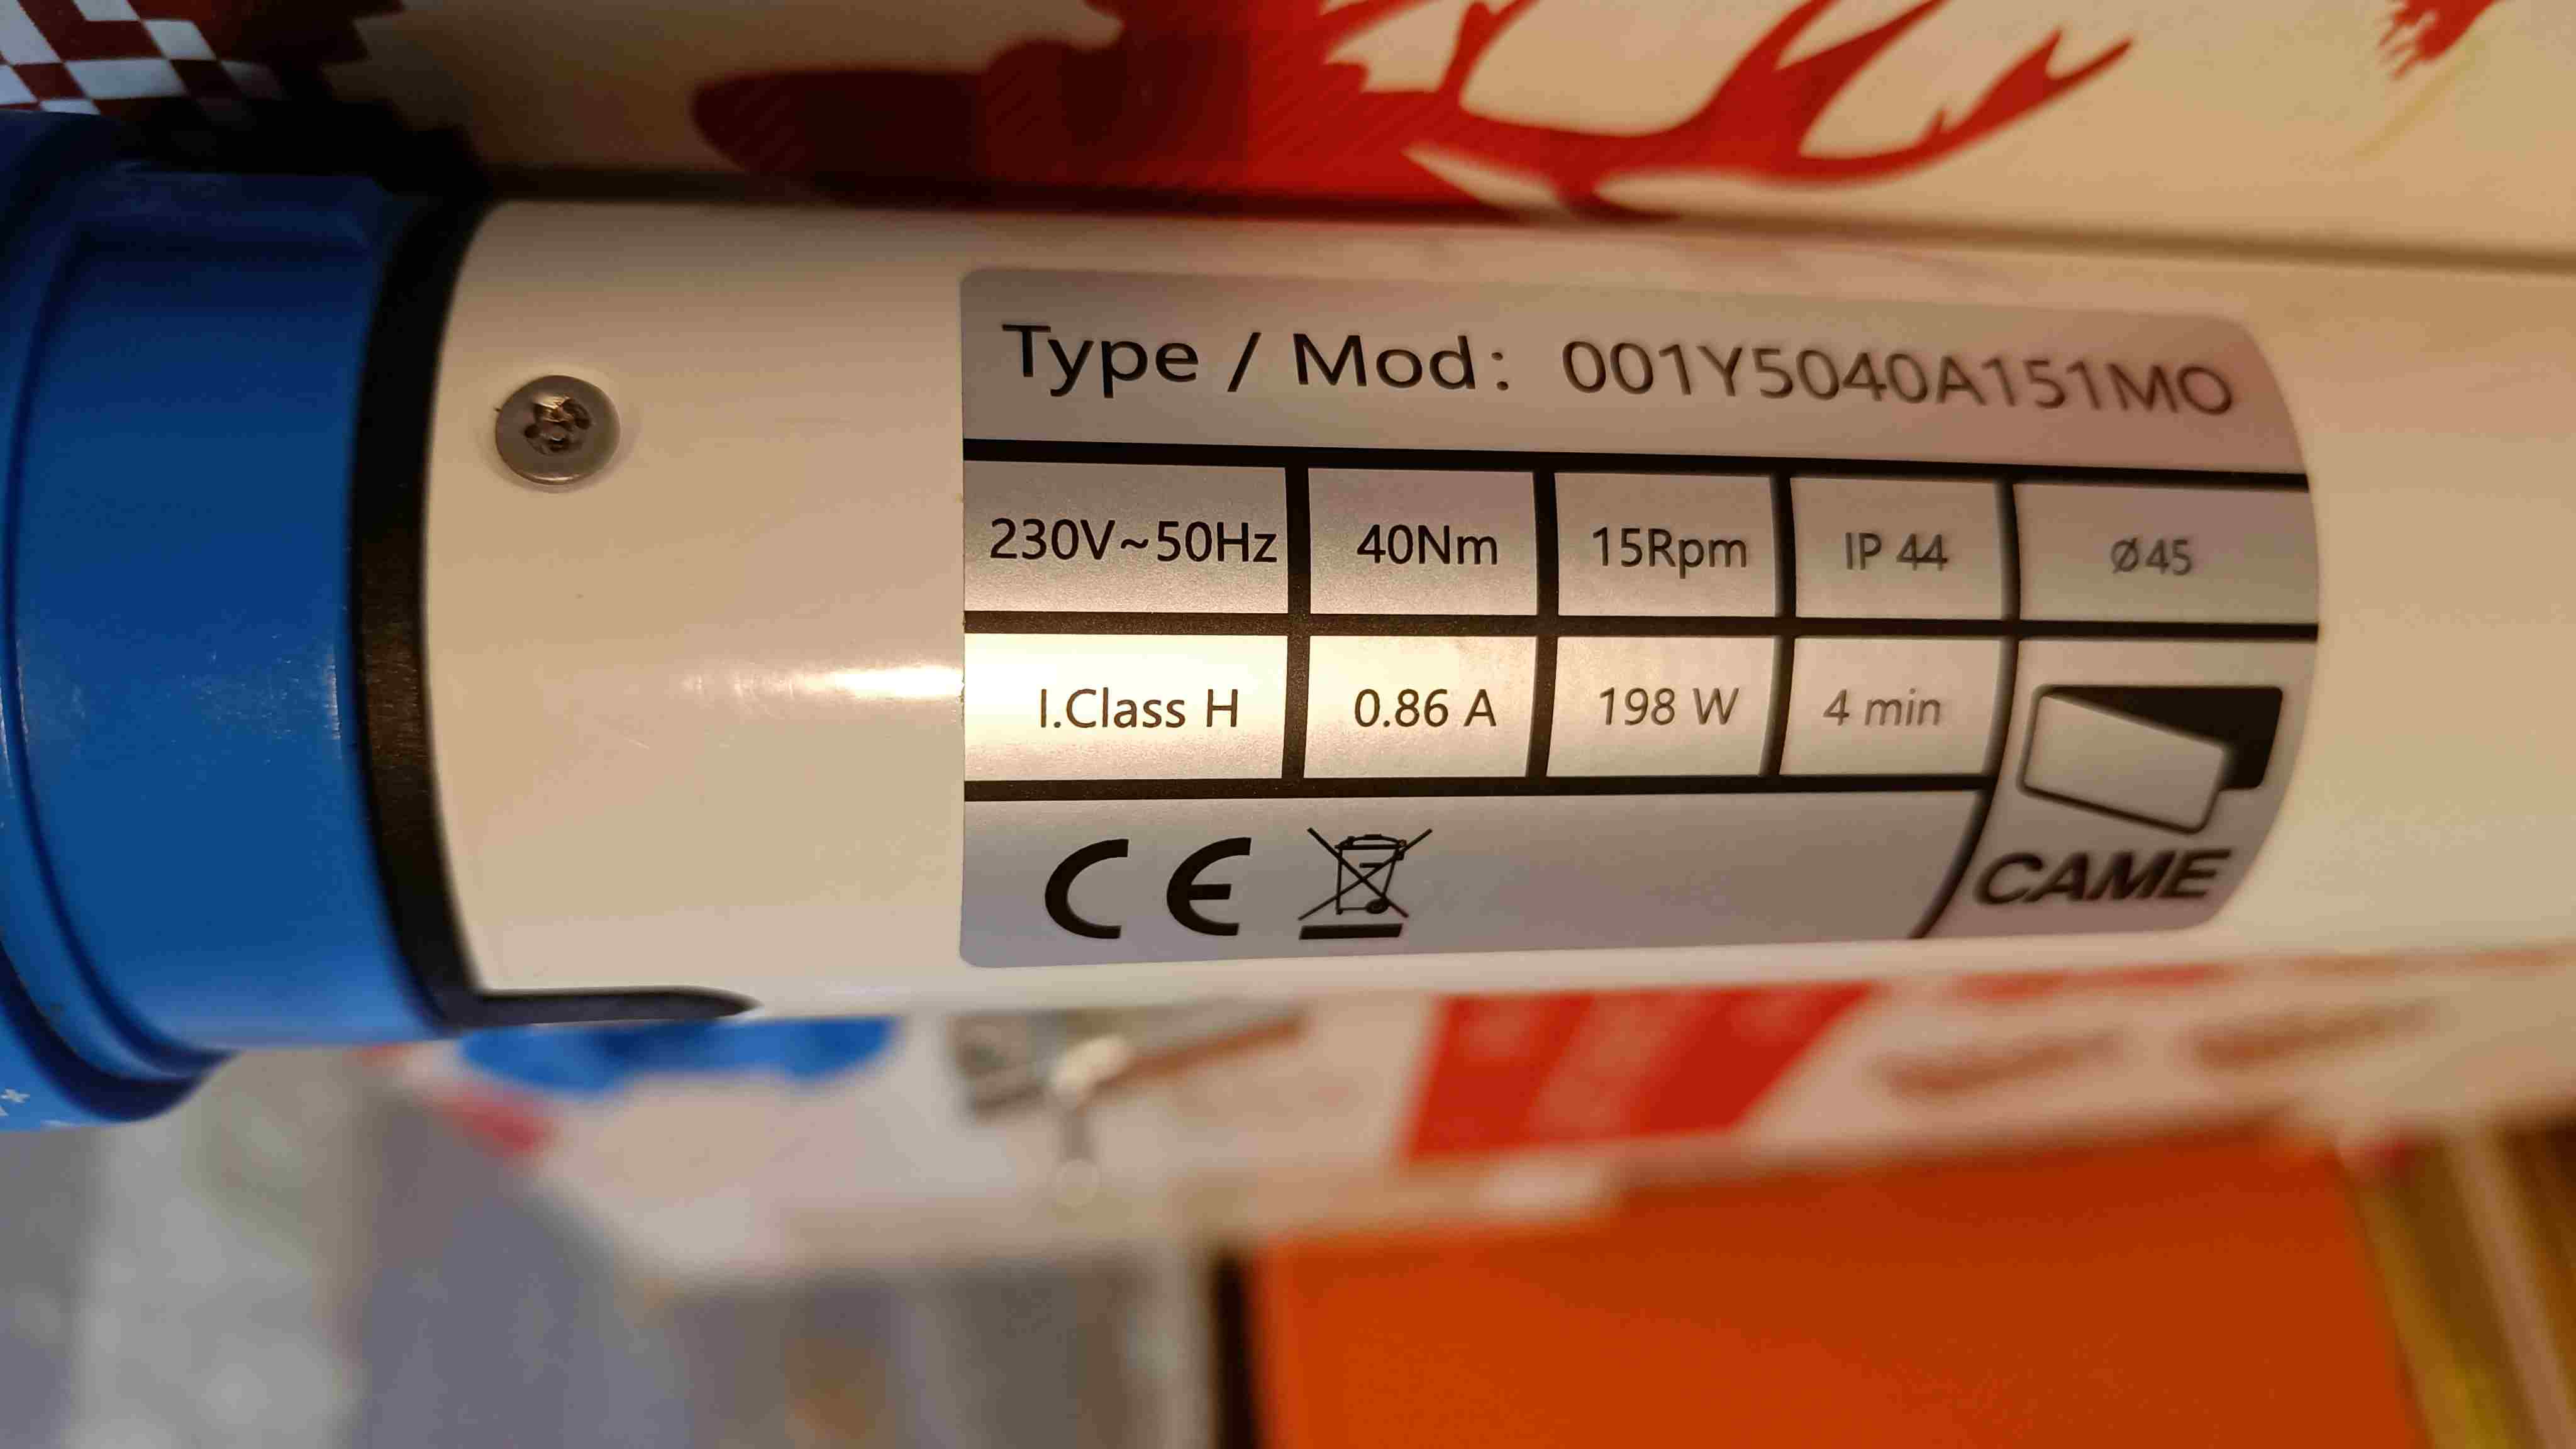 Type / Mod: 001Y5040A151MO
230V~50Hz 40Nm 15Rpm IP 44 Ø45
I.Class H 0.86 A 198 W 4 min
CE
CAME